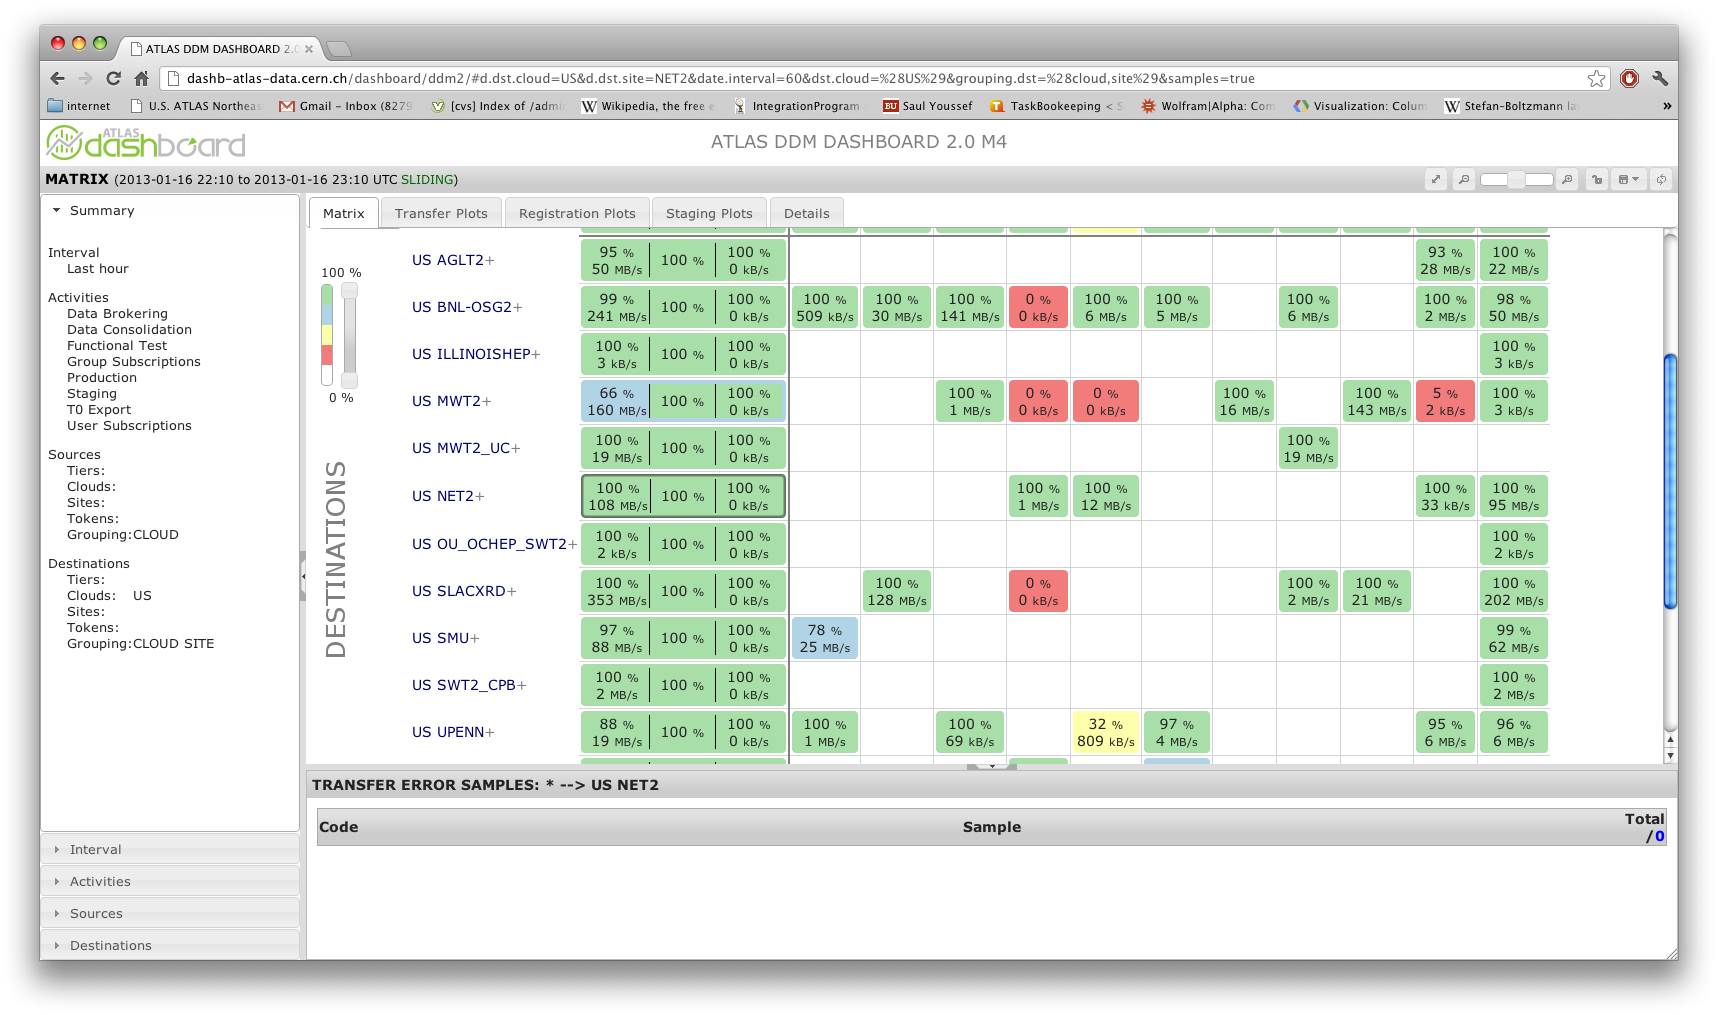 ATLAS DDM DASHBOARD 2.0
dashb-atlas-data.cern.ch/dashboard/ddm2/#d.dst.cloud=US&d.dst.site=NET2&date.interval=60&dst.cloud=%28US%29&grouping.dst=%28cloud,site%29&samples=true
internet U.S. ATLAS Northeas Gmail – Inbox (8279 [cvs] Index of /admi Wikipedia, the free e IntegrationProgram BU Saul Youssef TaskBookeeping < S Wolfram|Alpha: Com Visualization: Colum Stefan-Boltzmann la »
ATLAS dashboard
ATLAS DDM DASHBOARD 2.0 M4
MATRIX (2013-01-16 22:10 to 2013-01-16 23:10 UTC SLIDING)
Summary
Interval
Last hour
Activities
Data Brokering
Data Consolidation
Functional Test
Group Subscriptions
Production
Staging
T0 Export
User Subscriptions
Sources
Tiers:
Clouds:
Sites:
Tokens:
Grouping:CLOUD
Destinations
Tiers:
Clouds: US
Sites:
Tokens:
Grouping:CLOUD SITE
Interval
Activities
Sources
Destinations
Matrix Transfer Plots Registration Plots Staging Plots Details
100 %
0 %
DESTINATIONS
US AGLT2+ 95 % 50 MB/s 100 % 100 % 0 kB/s 93 % 28 MB/s 100 % 22 MB/s
US BNL-OSG2+ 99 % 241 MB/s 100 % 100 % 0 kB/s 100 % 509 kB/s 100 % 30 MB/s 100 % 141 MB/s 0 % 0 kB/s 100 % 6 MB/s 100 % 5 MB/s 100 % 6 MB/s 100 % 2 MB/s 98 % 50 MB/s
US ILLINOISHEP+ 100 % 3 kB/s 100 % 100 % 0 kB/s 100 % 3 kB/s
US MWT2+ 66 % 160 MB/s 100 % 100 % 0 kB/s 100 % 1 MB/s 0 % 0 kB/s 0 % 0 kB/s 100 % 16 MB/s 100 % 143 MB/s 5 % 2 kB/s 100 % 3 kB/s
US MWT2_UC+ 100 % 19 MB/s 100 % 100 % 0 kB/s 100 % 19 MB/s
US NET2+ 100 % 108 MB/s 100 % 100 % 0 kB/s 100 % 1 MB/s 100 % 12 MB/s 100 % 33 kB/s 100 % 95 MB/s
US OU_OCHEP_SWT2+ 100 % 2 kB/s 100 % 100 % 0 kB/s 100 % 2 kB/s
US SLACXRD+ 100 % 353 MB/s 100 % 100 % 0 kB/s 100 % 128 MB/s 0 % 0 kB/s 100 % 2 MB/s 100 % 21 MB/s 100 % 202 MB/s
US SMU+ 97 % 88 MB/s 100 % 100 % 0 kB/s 78 % 25 MB/s 99 % 62 MB/s
US SWT2_CPB+ 100 % 2 MB/s 100 % 100 % 0 kB/s 100 % 2 MB/s
US UPENN+ 88 % 19 MB/s 100 % 100 % 0 kB/s 100 % 1 MB/s 100 % 69 kB/s 32 % 809 kB/s 97 % 4 MB/s 95 % 6 MB/s 96 % 6 MB/s
TRANSFER ERROR SAMPLES: * --> US NET2
Code Sample Total /0